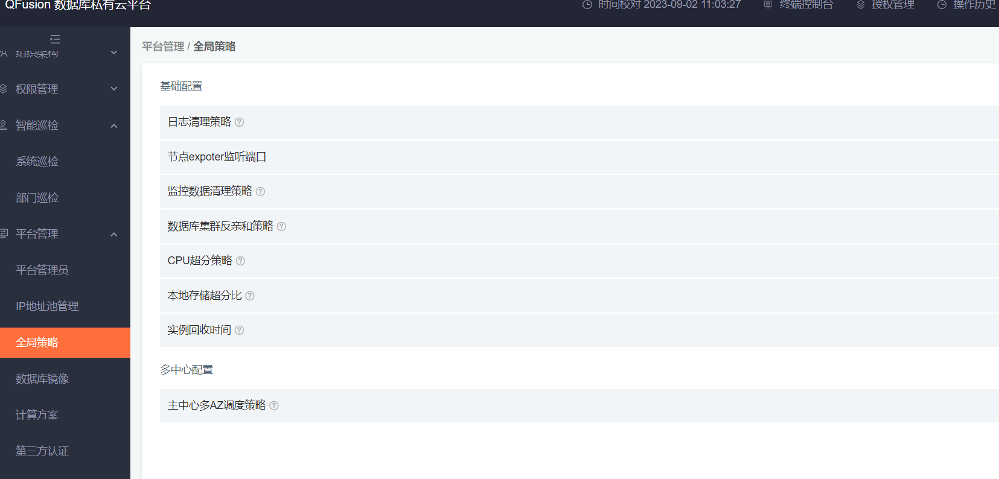 QFusion 数据库私有云平台
时间校对 2023-09-02 11:03:27 终端控制台 授权管理 操作历史
组织架构
权限管理
智能巡检
系统巡检
部门巡检
平台管理
平台管理员
IP地址池管理
全局策略
数据库镜像
计算方案
第三方认证
平台管理 / 全局策略
基础配置
日志清理策略
节点expoter监听端口
监控数据清理策略
数据库集群反亲和策略
CPU超分策略
本地存储超分比
实例回收时间
多中心配置
主中心多AZ调度策略